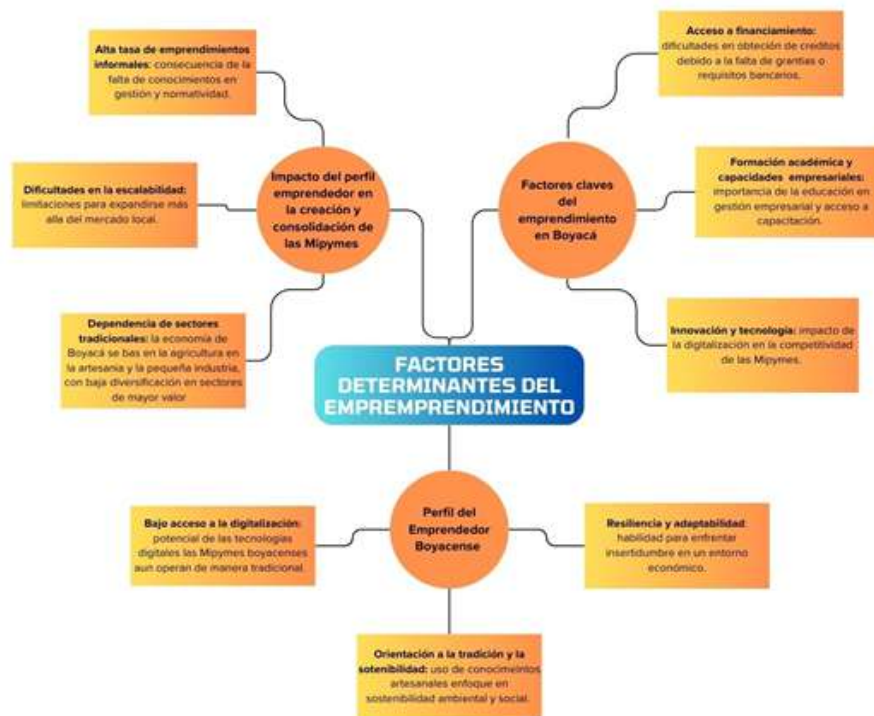 Alta tasa de emprendimientos
informales: consecuencia de la
falta de conocimientos en
gestión y normatividad.
Dificultades en la escalabilidad:
limitaciones para expandirse más
alla del mercado local.
Dependencia de sectores
tradicionales: la economía de
Boyacá se bas en la agricultura en
la artesania y la pequeña industria,
con baja diversificación en sectores
de mayor valor
Impacto del perfil
emprendedor en
la creación y
consolidación de
las Mipymes
Factores claves
del
emprendimiento
en Boyacá
Acceso a financiamiento:
dificultades en obteción de creditos
debido a la falta de grantías o
requisitos bancarios.
Formación académica y
capacidades empresariales:
importancia de la educación en
gestión empresarial y acceso a
capacitación.
Innovación y tecnología: impacto de
la digitalización en la competitividad
de las Mipymes.
FACTORES
DETERMINANTES DEL
EMPREMPRENDIMIENTO
Perfil del
Emprendedor
Boyacense
Bajo acceso a la digitalización:
potencial de las tecnologías
digitales las Mipymes boyacenses
aun operan de manera tradicional.
Resiliencia y adaptabilidad:
habilidad para enfrentar
insertidumbre en un entorno
económico.
Orientación a la tradición y la
sotenibilidad: uso de conocimeintos
artesanales enfoque en
sostenibilidad ambiental y social.